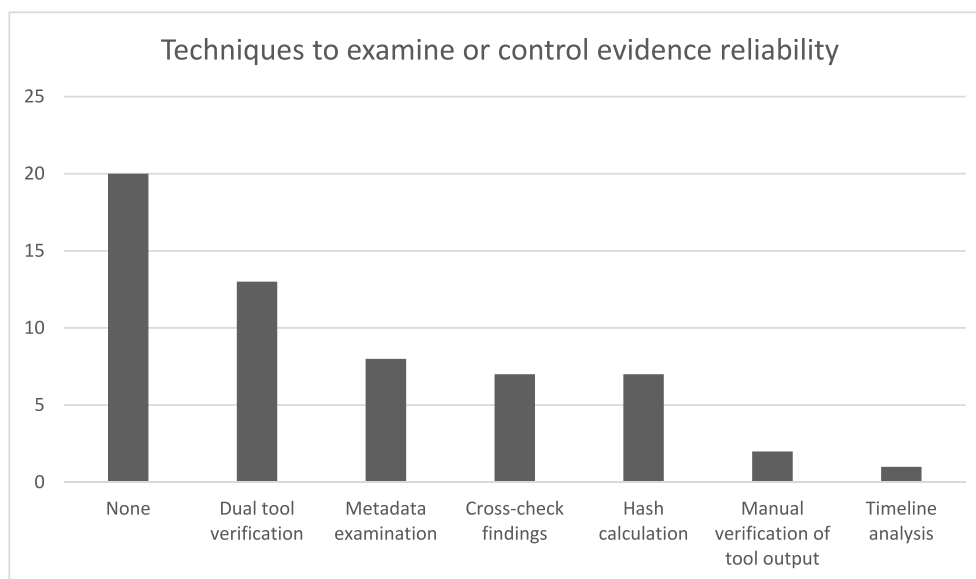 Techniques to examine or control evidence reliability
25
20
15
10
5
0
None
Dual tool
verification
Metadata
examination
Cross-check
findings
Hash
calculation
Manual
verification of
tool output
Timeline
analysis